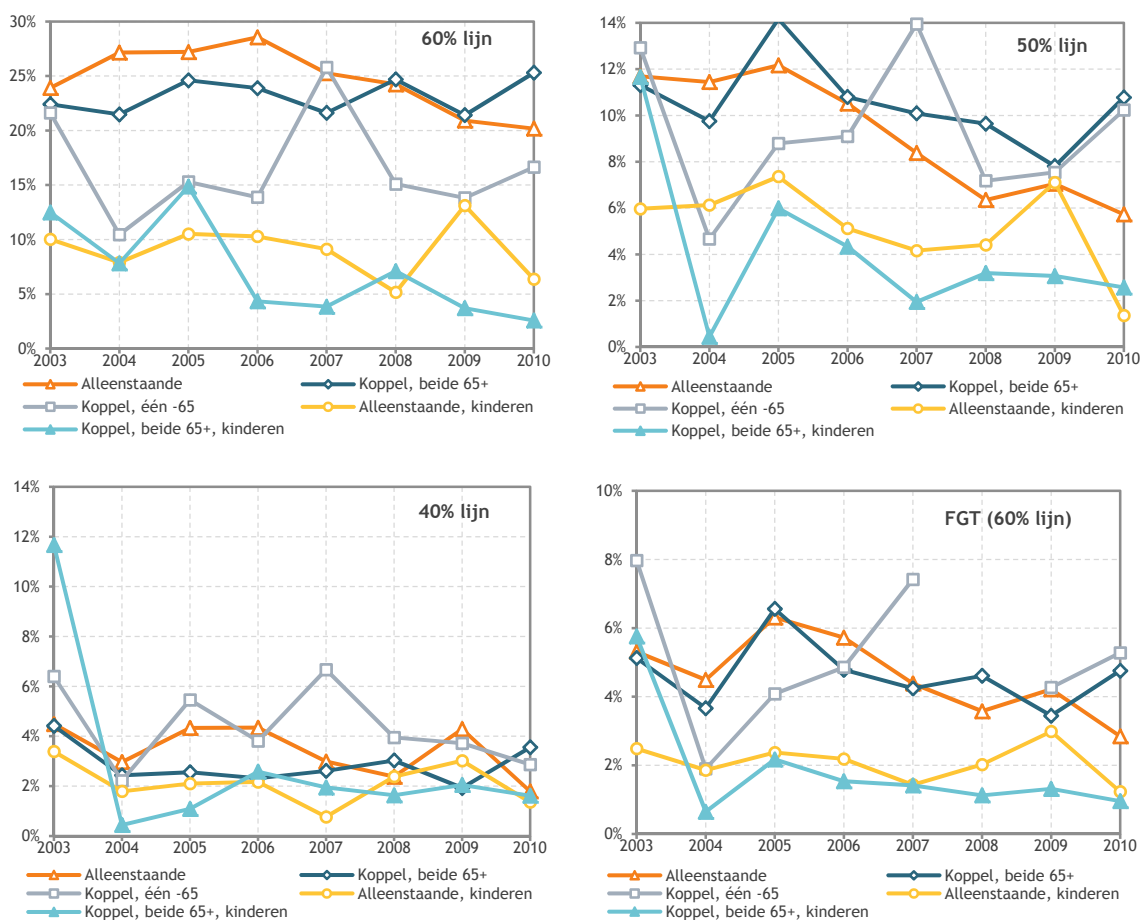 60% lijn
30%
25%
20%
15%
10%
5%
0%
2003 2004 2005 2006 2007 2008 2009 2010
Alleenstaande Koppel, beide 65+
Koppel, één -65 Alleenstaande, kinderen
Koppel, beide 65+, kinderen
50% lijn
14%
12%
10%
8%
6%
4%
2%
0%
2003 2004 2005 2006 2007 2008 2009 2010
Alleenstaande Koppel, beide 65+
Koppel, één -65 Alleenstaande, kinderen
Koppel, beide 65+, kinderen
40% lijn
14%
12%
10%
8%
6%
4%
2%
0%
2003 2004 2005 2006 2007 2008 2009 2010
Alleenstaande Koppel, beide 65+
Koppel, één -65 Alleenstaande, kinderen
Koppel, beide 65+, kinderen
FGT (60% lijn)
10%
8%
6%
4%
2%
0%
2003 2004 2005 2006 2007 2008 2009 2010
Alleenstaande Koppel, beide 65+
Koppel, één -65 Alleenstaande, kinderen
Koppel, beide 65+, kinderen